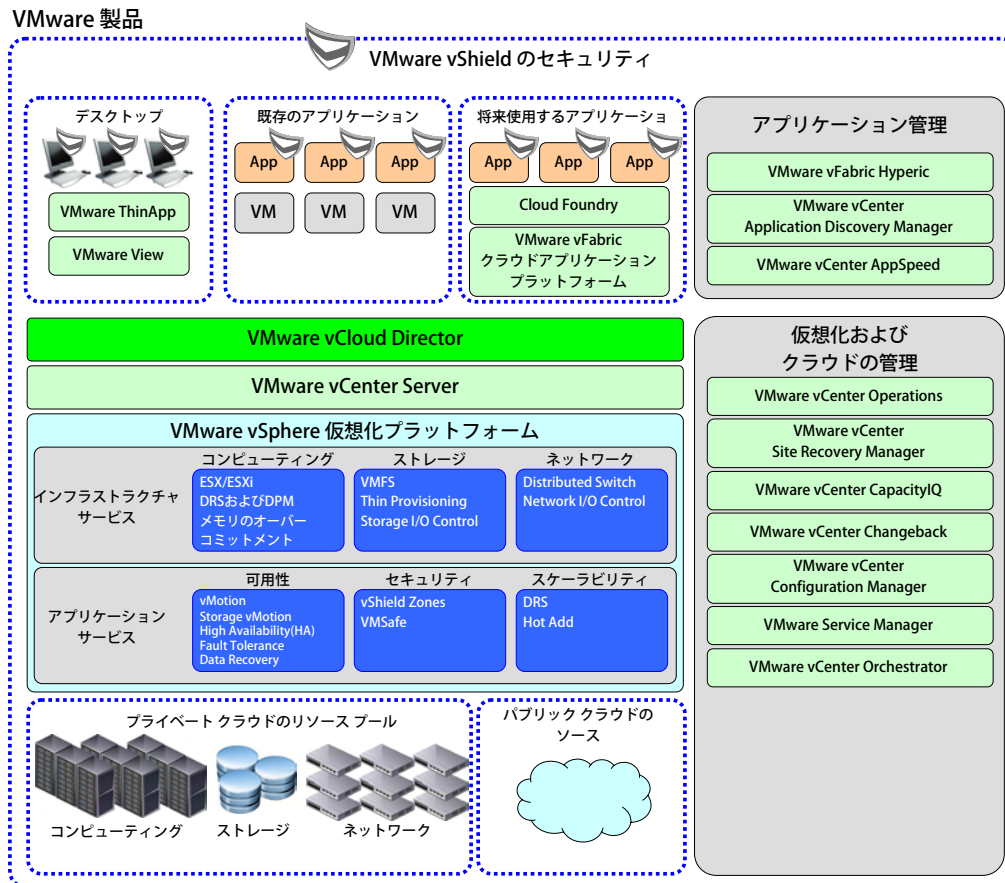 VMware 製品
VMware vShield のセキュリティ
デスクトップ
VMware ThinApp
VMware View
既存のアプリケーション
App
App
App
VM
VM
VM
将来使用するアプリケーショ
App
App
App
Cloud Foundry
VMware vFabric
クラウドアプリケーション
プラットフォーム
アプリケーション管理
VMware vFabric Hyperic
VMware vCenter
Application Discovery Manager
VMware vCenter AppSpeed
VMware vCloud Director
VMware vCenter Server
VMware vSphere 仮想化プラットフォーム
インフラストラクチャ
サービス
コンピューティング
ESX/ESXi
DRSおよびDPM
メモリのオーバー
コミットメント
ストレージ
VMFS
Thin Provisioning
Storage I/O Control
ネットワーク
Distributed Switch
Network I/O Control
アプリケーション
サービス
可用性
vMotion
Storage vMotion
High Availability(HA)
Fault Tolerance
Data Recovery
セキュリティ
vShield Zones
VMSafe
スケーラビリティ
DRS
Hot Add
仮想化および
クラウドの管理
VMware vCenter Operations
VMware vCenter
Site Recovery Manager
VMware vCenter CapacityIQ
VMware vCenter Changeback
VMware vCenter
Configuration Manager
VMware Service Manager
VMware vCenter Orchestrator
プライベート クラウドのリソース プール
コンピューティング
ストレージ
ネットワーク
パブリック クラウドの
ソース